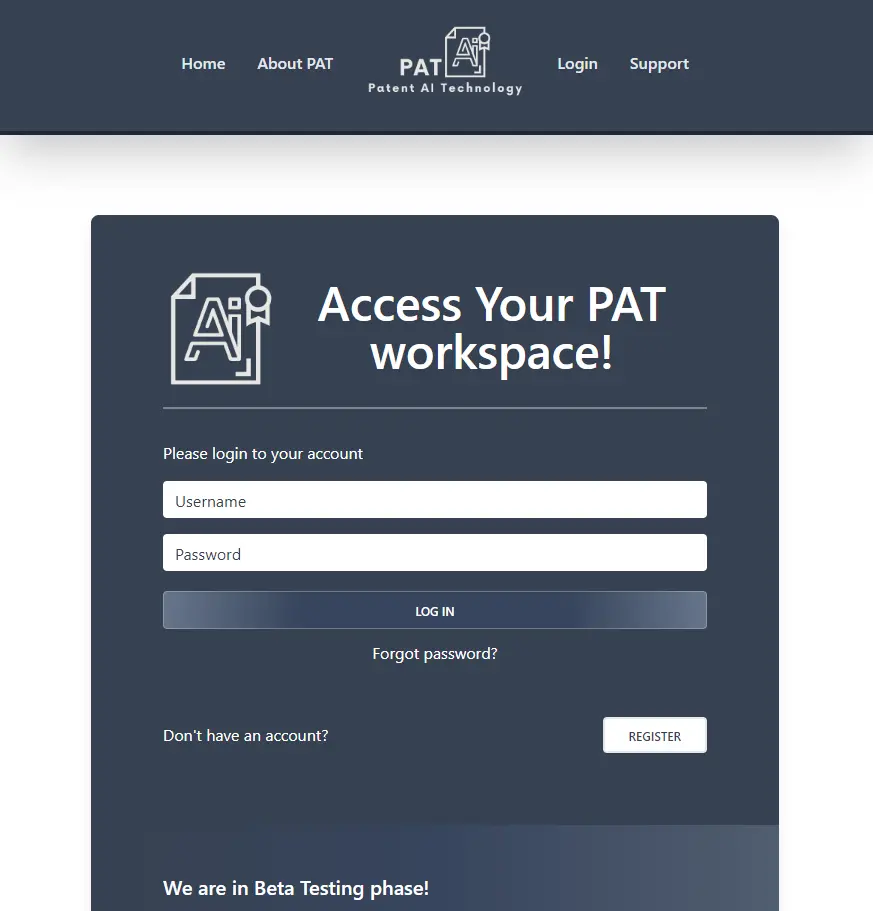 Home
About PAT
PAT Ai
Patent AI Technology
Login
Support
Ai
Access Your PAT
workspace!
Please login to your account
Username
Password
LOG IN
Forgot password?
Don't have an account?
REGISTER
We are in Beta Testing phase!